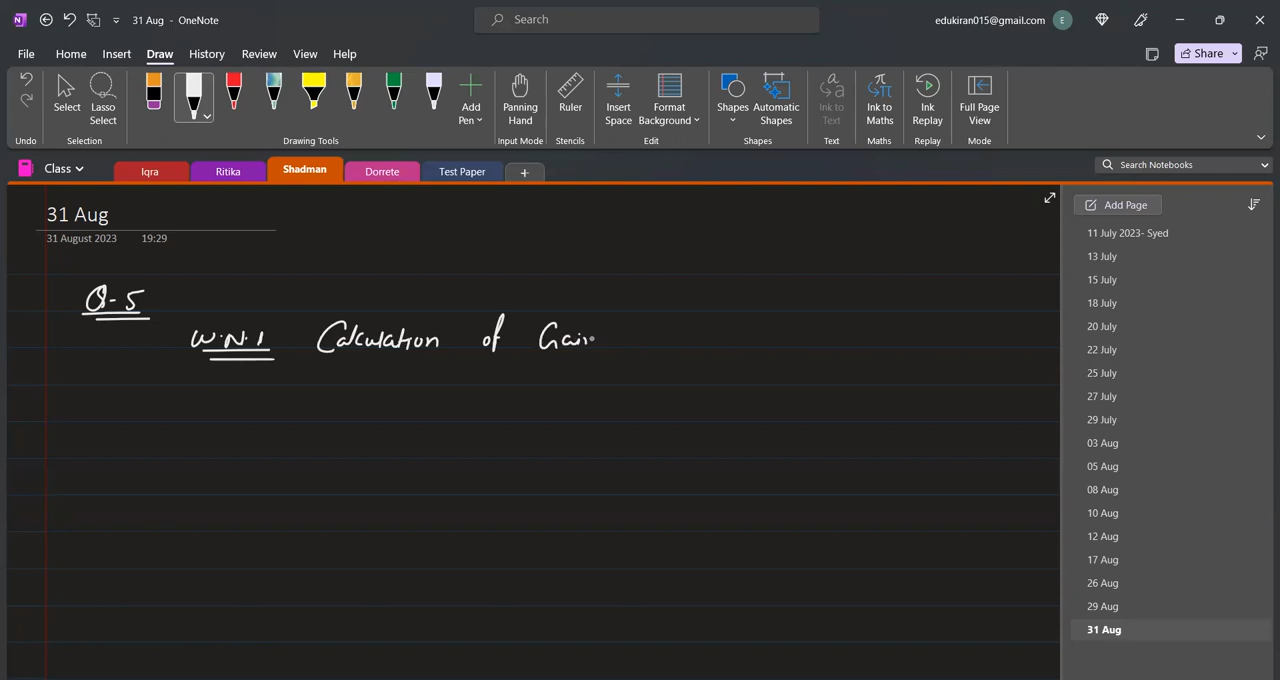 31 Aug - OneNote
Search
edukiran015@gmail.com
E
File Home Insert Draw History Review View Help
Share
Undo
Select
Lasso Select
Selection
Drawing Tools
Add Pen
Panning Hand
Input Mode
Ruler
Stencils
Insert Space
Format Background
Edit
Shapes
Automatic Shapes
Shapes
Ink to Text
Text
Ink to Maths
Maths
Ink Replay
Replay
Full Page View
Mode
Class
Iqra
Ritika
Shadman
Dorrete
Test Paper
+
Search Notebooks
31 Aug
31 August 2023 19:29
Q-5
W.N.1 Calculation of Gain
Add Page
11 July 2023- Syed
13 July
15 July
18 July
20 July
22 July
25 July
27 July
29 July
03 Aug
05 Aug
08 Aug
10 Aug
12 Aug
17 Aug
26 Aug
29 Aug
31 Aug